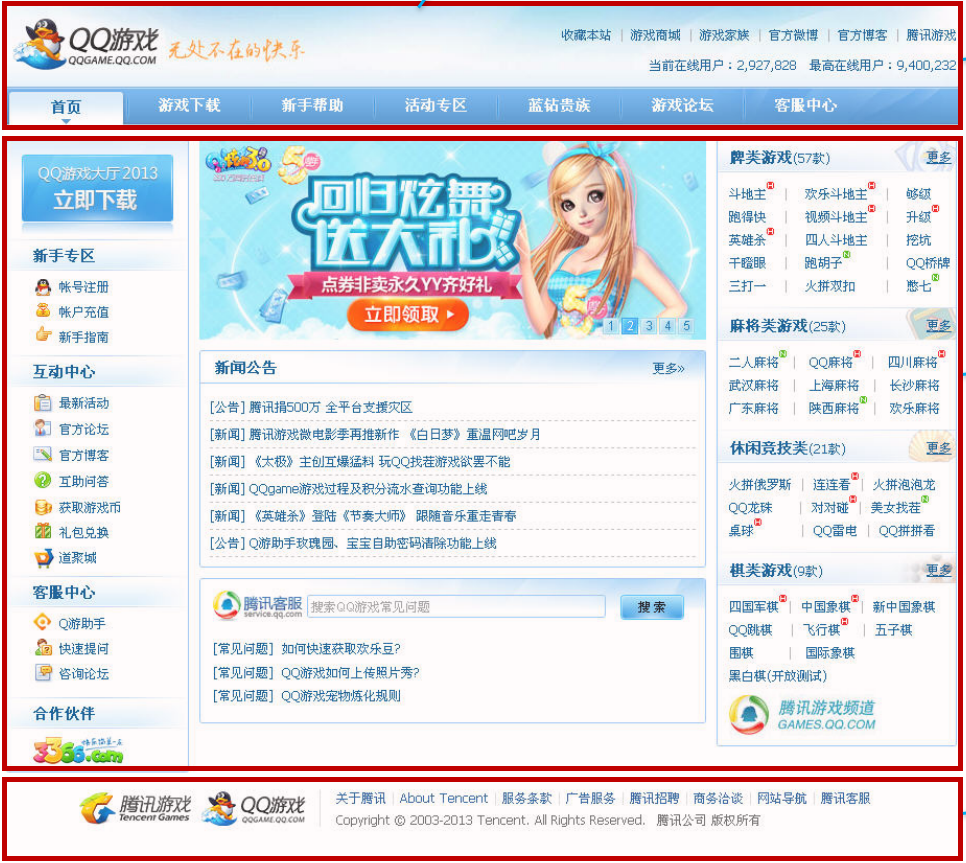 QQ游戏
QQGAME.QQ.COM
无处不在的快乐
收藏本站 | 游戏商城 | 游戏家族 | 官方微博 | 官方博客 | 腾讯游戏
当前在线用户：2,927,828 最高在线用户：9,400,232
首页 游戏下载 新手帮助 活动专区 蓝钻贵族 游戏论坛 客服中心
QQ游戏大厅2013
立即下载
新手专区
帐号注册
帐户充值
新手指南
互动中心
最新活动
官方论坛
官方博客
互助问答
获取游戏币
礼包兑换
道聚城
客服中心
Q游助手
快速提问
咨询论坛
合作伙伴
3366.com
回归炫舞
送大礼
点券非卖永久YY齐好礼
立即领取
1 2 3 4 5
新闻公告 更多»
[公告] 腾讯捐500万 全平台支援灾区
[新闻] 腾讯游戏微电影季再推新作 《白日梦》重温网吧岁月
[新闻] 《太极》主创互爆猛料 玩QQ找茬游戏欲罢不能
[新闻] QQgame游戏过程及积分流水查询功能上线
[新闻] 《英雄杀》登陆《节奏大师》 跟随音乐重走青春
[公告] Q游助手玫瑰园、宝宝自助密码清除功能上线
腾讯客服
service.qq.com
搜索QQ游戏常见问题 搜索
[常见问题] 如何快速获取欢乐豆?
[常见问题] QQ游戏如何上传照片秀?
[常见问题] QQ游戏宠物炼化规则
牌类游戏(57款) 更多
斗地主 | 欢乐斗地主 | 够级
跑得快 | 视频斗地主 | 升级
英雄杀 | 四人斗地主 | 挖坑
干瞪眼 | 跑胡子 | QQ桥牌
三打一 | 火拼双扣 | 憋七
麻将类游戏(25款) 更多
二人麻将 | QQ麻将 | 四川麻将
武汉麻将 | 上海麻将 | 长沙麻将
广东麻将 | 陕西麻将 | 欢乐麻将
休闲竞技类(21款) 更多
火拼俄罗斯 | 连连看 | 火拼泡泡龙
QQ龙珠 | 对对碰 | 美女找茬
桌球 | QQ雷电 | QQ拼拼看
棋类游戏(9款) 更多
四国军棋 | 中国象棋 | 新中国象棋
QQ跳棋 | 飞行棋 | 五子棋
围棋 | 国际象棋
黑白棋(开放测试)
腾讯游戏频道
GAMES.QQ.COM
腾讯游戏
Tencent Games
QQ游戏
QQGAME.QQ.COM
关于腾讯 | About Tencent | 服务条款 | 广告服务 | 腾讯招聘 | 商务洽谈 | 网站导航 | 腾讯客服
Copyright © 2003-2013 Tencent. All Rights Reserved. 腾讯公司 版权所有